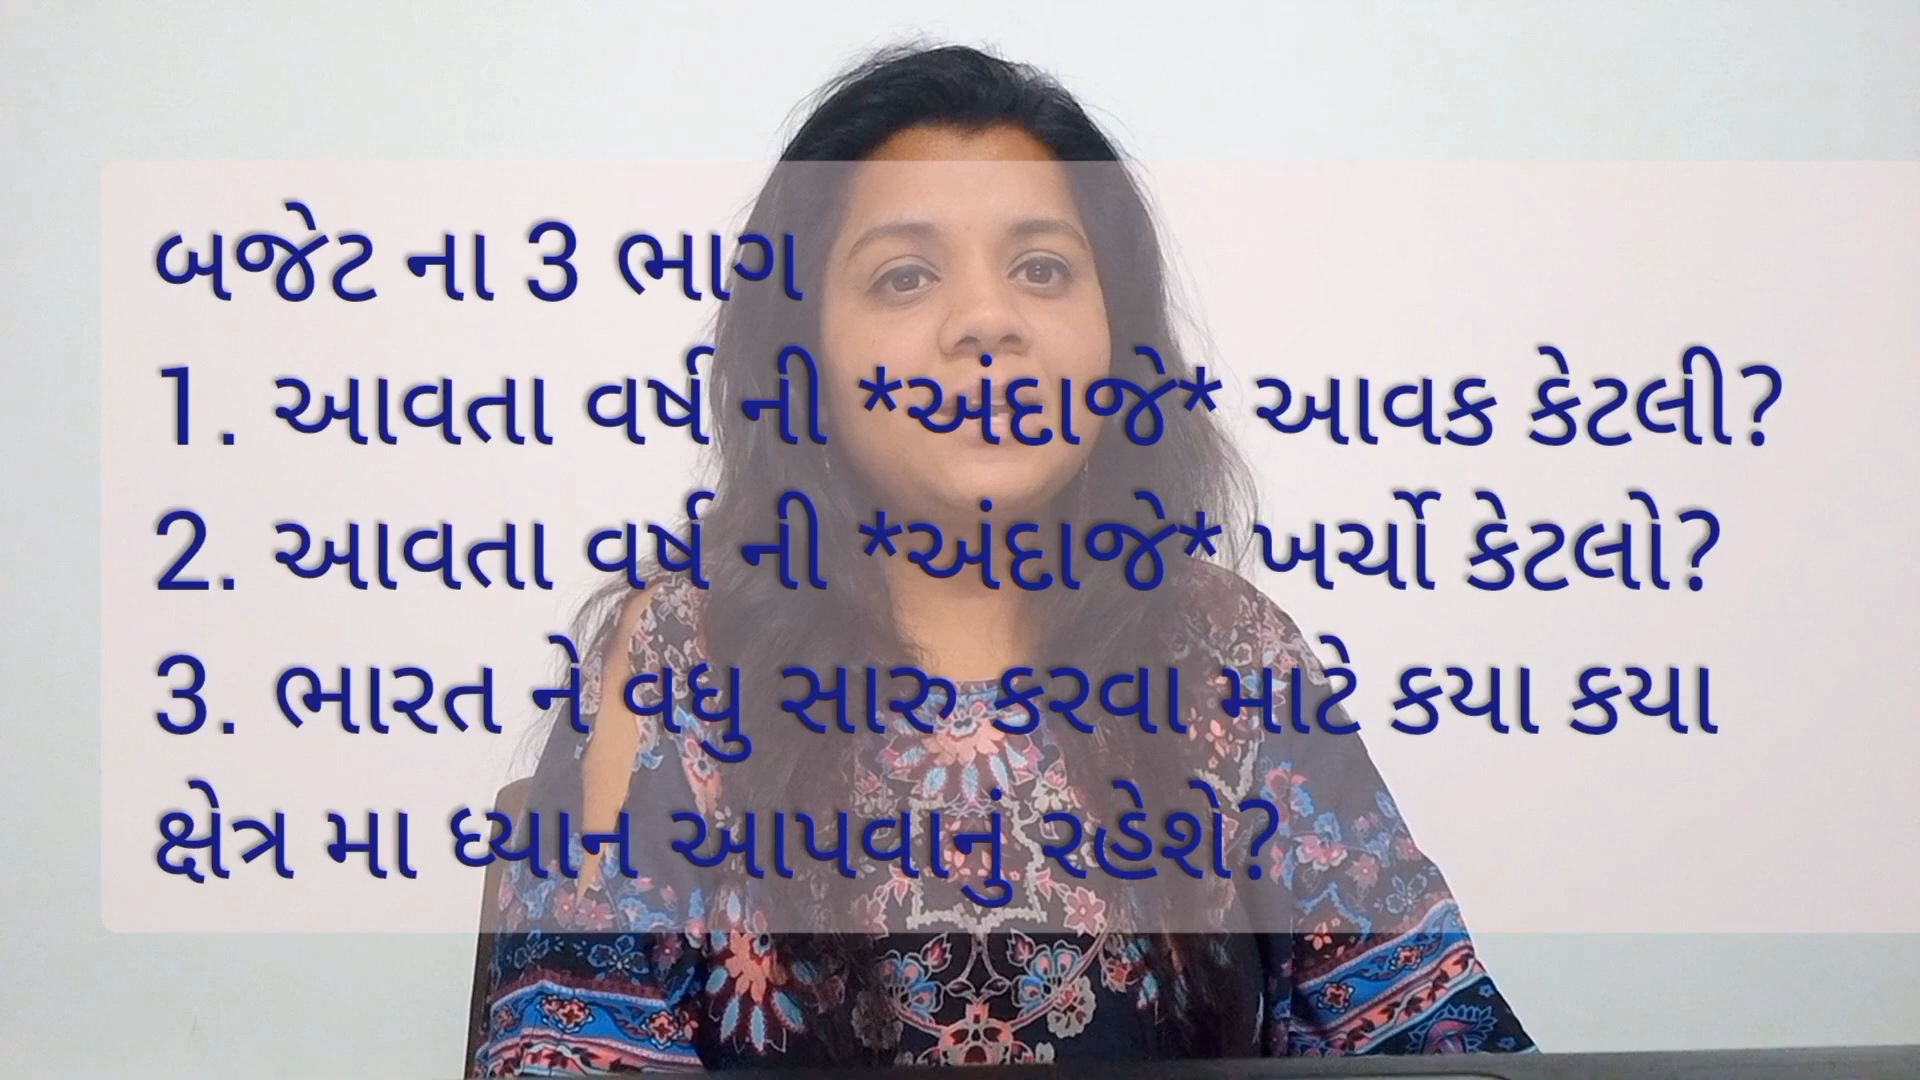 બજેટ ના 3 ભાગ
1. આવતા વર્ષ ની *અંદાજે* આવક કેટલી?
2. આવતા વર્ષ ની *અંદાજે* ખર્ચો કેટલો?
3. ભારત ને વધુ સારુ કરવા માટે કયા કયા
ક્ષેત્ર મા ધ્યાન આપવાનું રહેશે?